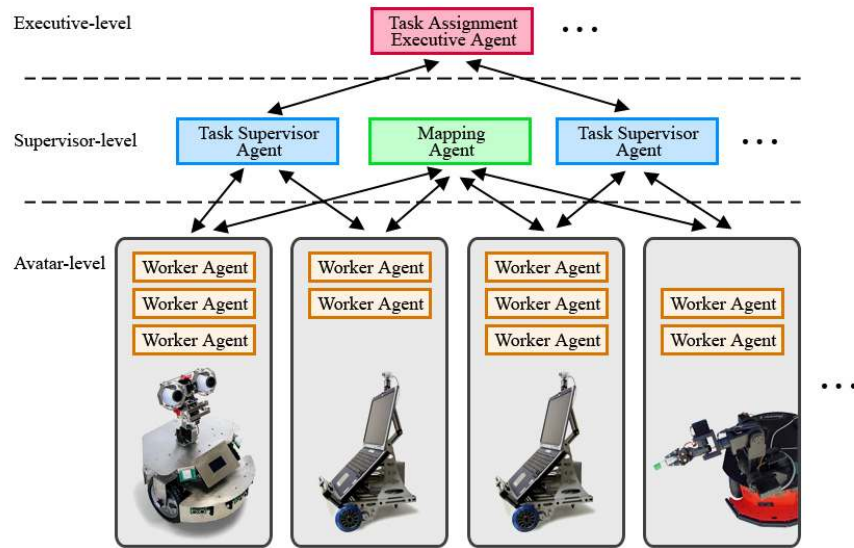 Executive-level
Task Assignment
Executive Agent
...
Supervisor-level
Task Supervisor
Agent
Mapping
Agent
Task Supervisor
Agent
...
Avatar-level
Worker Agent
Worker Agent
Worker Agent
Worker Agent
Worker Agent
Worker Agent
Worker Agent
Worker Agent
Worker Agent
Worker Agent
...